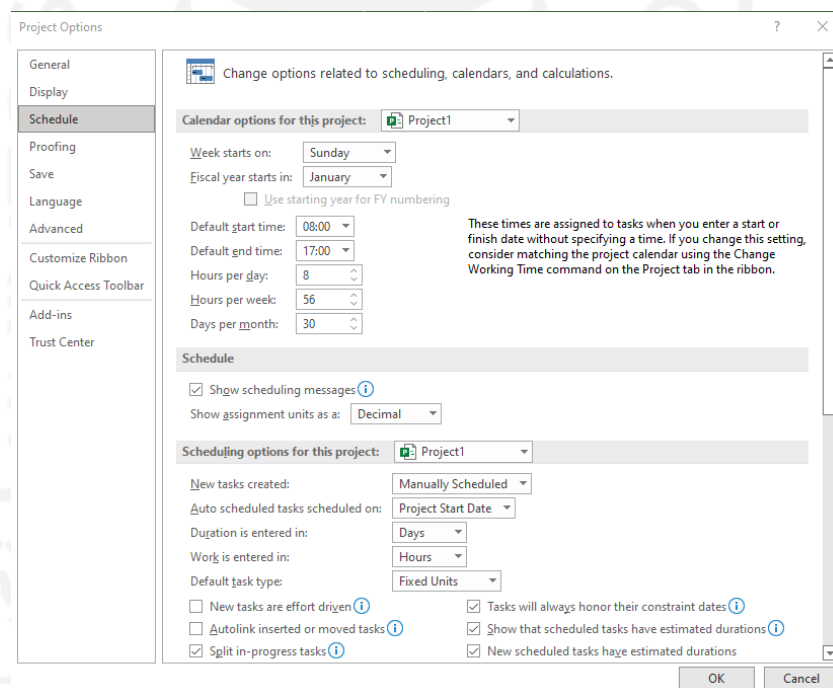 Project Options
?
General
Display
Schedule
Proofing
Save
Language
Advanced
Customize Ribbon
Quick Access Toolbar
Add-ins
Trust Center
Change options related to scheduling, calendars, and calculations.
Calendar options for this project: Project1
Week starts on: Sunday
Fiscal year starts in: January
Use starting year for FY numbering
Default start time: 08:00
Default end time: 17:00
Hours per day: 8
Hours per week: 56
Days per month: 30
These times are assigned to tasks when you enter a start or
finish date without specifying a time. If you change this setting,
consider matching the project calendar using the Change
Working Time command on the Project tab in the ribbon.
Schedule
Show scheduling messages
Show assignment units as a: Decimal
Scheduling options for this project: Project1
New tasks created: Manually Scheduled
Auto scheduled tasks scheduled on: Project Start Date
Duration is entered in: Days
Work is entered in: Hours
Default task type: Fixed Units
New tasks are effort driven
Tasks will always honor their constraint dates
Autolink inserted or moved tasks
Show that scheduled tasks have estimated durations
Split in-progress tasks
New scheduled tasks have estimated durations
OK
Cancel